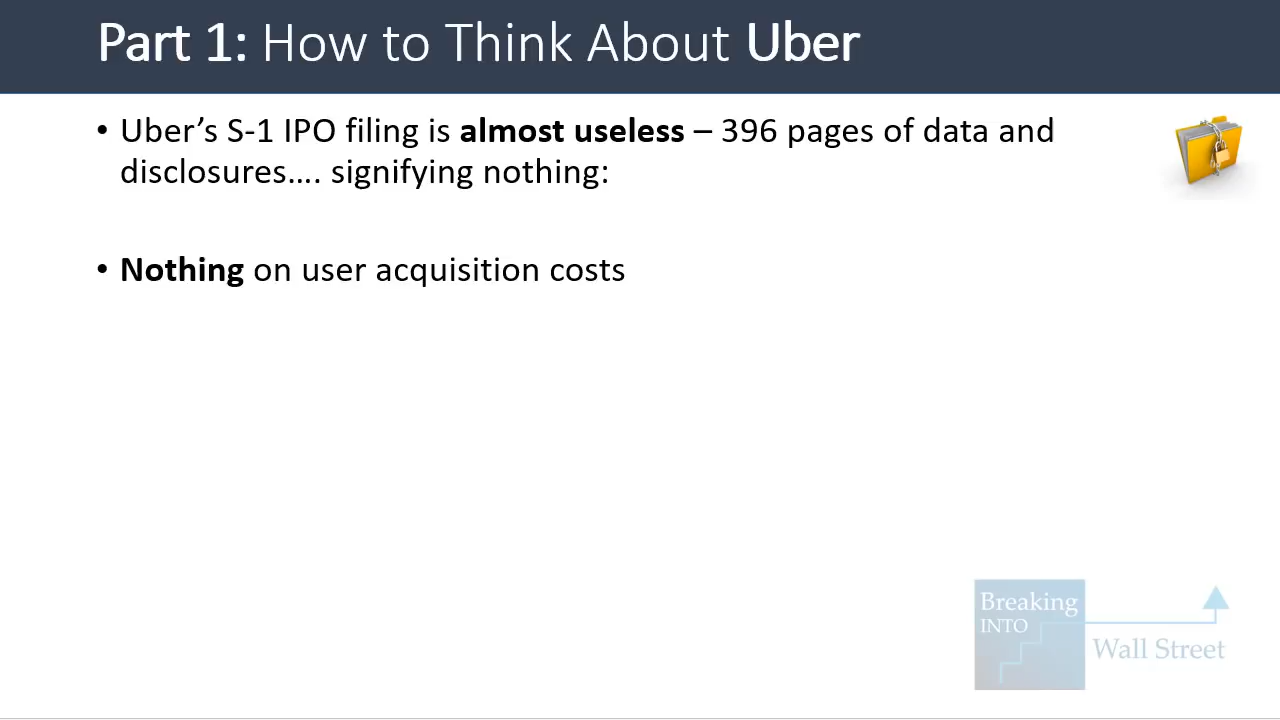 Part 1: How to Think About Uber
• Uber’s S-1 IPO filing is almost useless – 396 pages of data and
disclosures…. signifying nothing:
• Nothing on user acquisition costs
Breaking
INTO
Wall Street